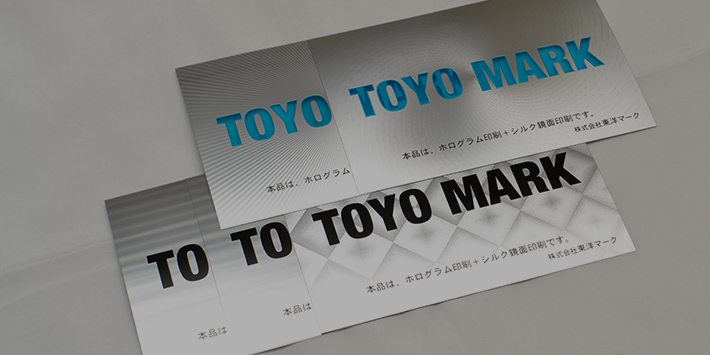 TOYO
本品は、ホログラム
TOYO MARK
本品は、ホログラム印刷+シルク鏡面印刷です。
株式会社東洋マーク
TO
本品は
TO
本品は
TOYO MARK
本品は、ホログラム印刷+シルク鏡面印刷です。
株式会社東洋マーク